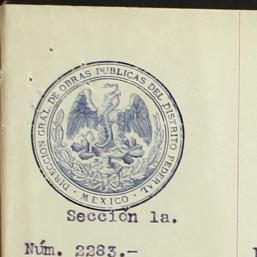 DIRECCION GRAL. DE OBRAS PUBLICAS DEL DISTRITO FEDERAL
· MEXICO ·
Sección 1a.
Núm. 2283.-